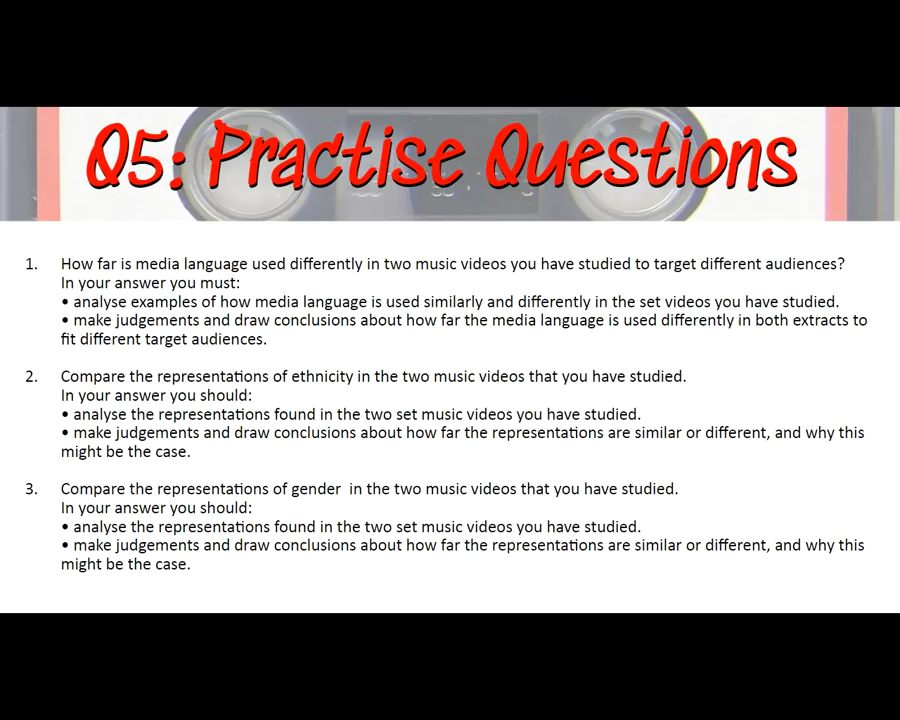 Q5: Practise Questions
1. How far is media language used differently in two music videos you have studied to target different audiences?
In your answer you must:
• analyse examples of how media language is used similarly and differently in the set videos you have studied.
• make judgements and draw conclusions about how far the media language is used differently in both extracts to
fit different target audiences.
2. Compare the representations of ethnicity in the two music videos that you have studied.
In your answer you should:
• analyse the representations found in the two set music videos you have studied.
• make judgements and draw conclusions about how far the representations are similar or different, and why this
might be the case.
3. Compare the representations of gender  in the two music videos that you have studied.
In your answer you should:
• analyse the representations found in the two set music videos you have studied.
• make judgements and draw conclusions about how far the representations are similar or different, and why this
might be the case.